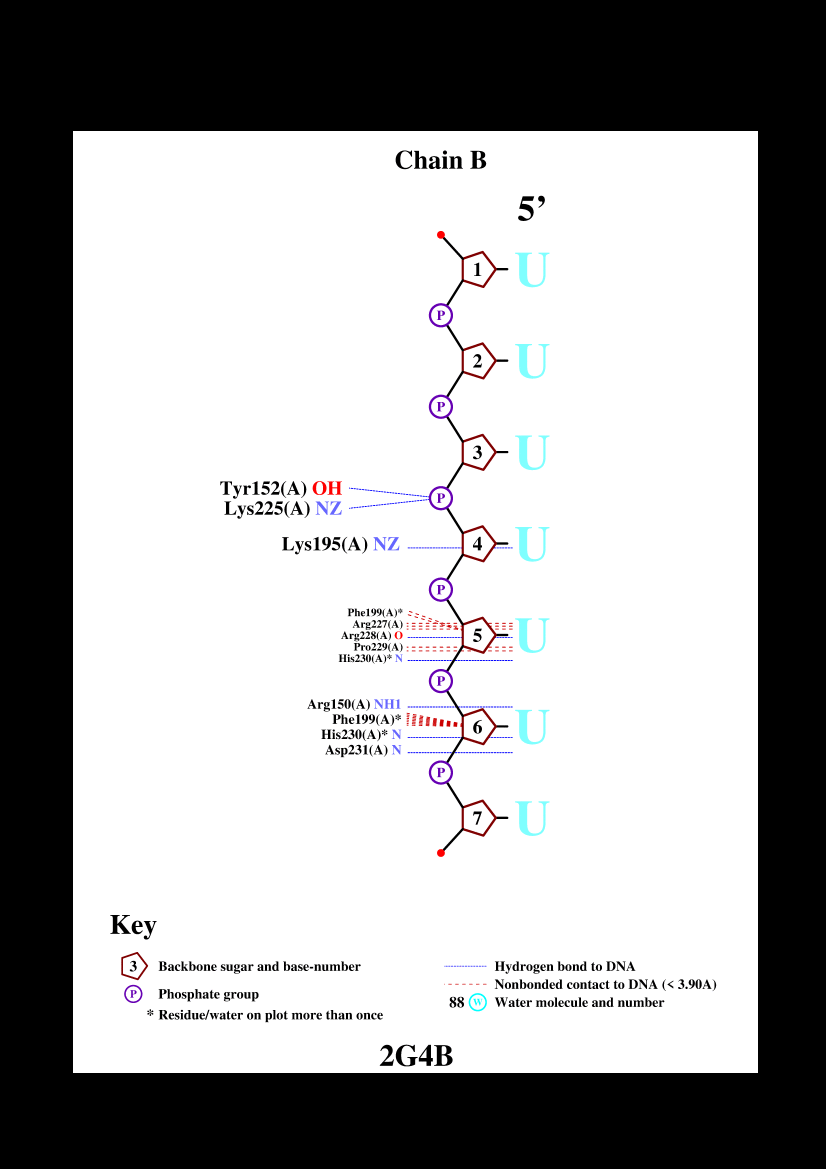 Chain B
5’
1 U
P
2 U
P
3 U
Tyr152(A) OH
P
Lys225(A) NZ
Lys195(A) NZ 4 U
P
Phe199(A)*
Arg227(A)
Arg228(A) O 5 U
Pro229(A)
His230(A)* N
P
Arg150(A) NH1
Phe199(A)* 6 U
His230(A)* N
Asp231(A) N
P
7 U
Key
3 Backbone sugar and base-number
P Phosphate group
* Residue/water on plot more than once
Hydrogen bond to DNA
Nonbonded contact to DNA (< 3.90A)
88 W Water molecule and number
2G4B